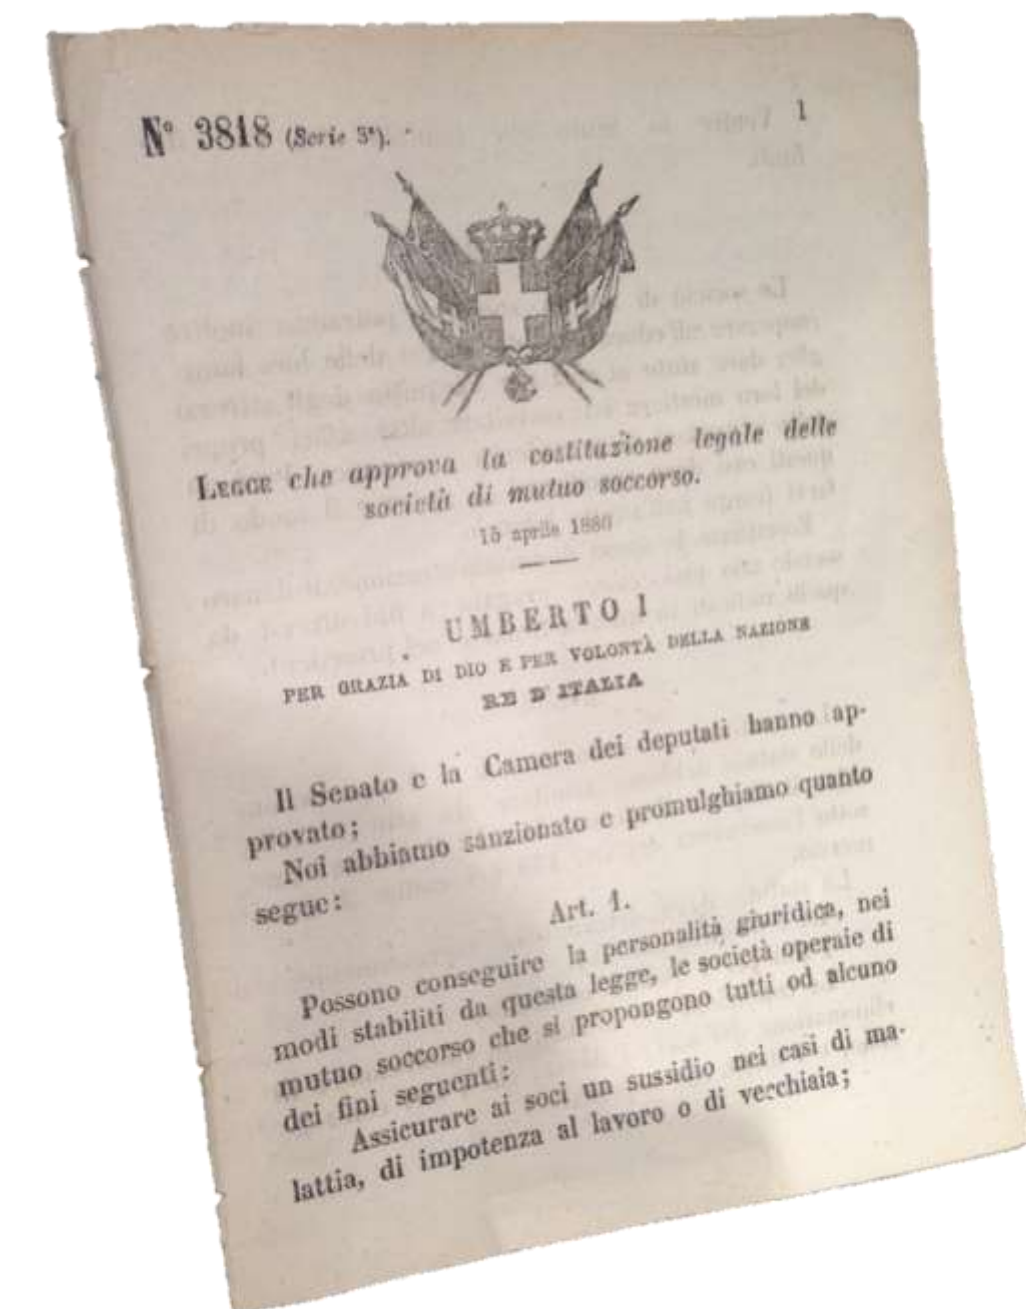 N° 3818 (Serie 3ª).
1
LEGGE che approva la costituzione legale delle
società di mutuo soccorso.
15 aprile 1886
UMBERTO I
PER GRAZIA DI DIO E PER VOLONTÀ DELLA NAZIONE
RE D'ITALIA
Il Senato e la Camera dei deputati hanno ap-
provato;
Noi abbiamo sanzionato e promulghiamo quanto
segue:
Art. 1.
Possono conseguire la personalità giuridica, nei
modi stabiliti da questa legge, le società operaie di
mutuo soccorso che si propongono tutti od alcuno
dei fini seguenti:
Assicurare ai soci un sussidio nei casi di ma-
lattia, di impotenza al lavoro o di vecchiaia;